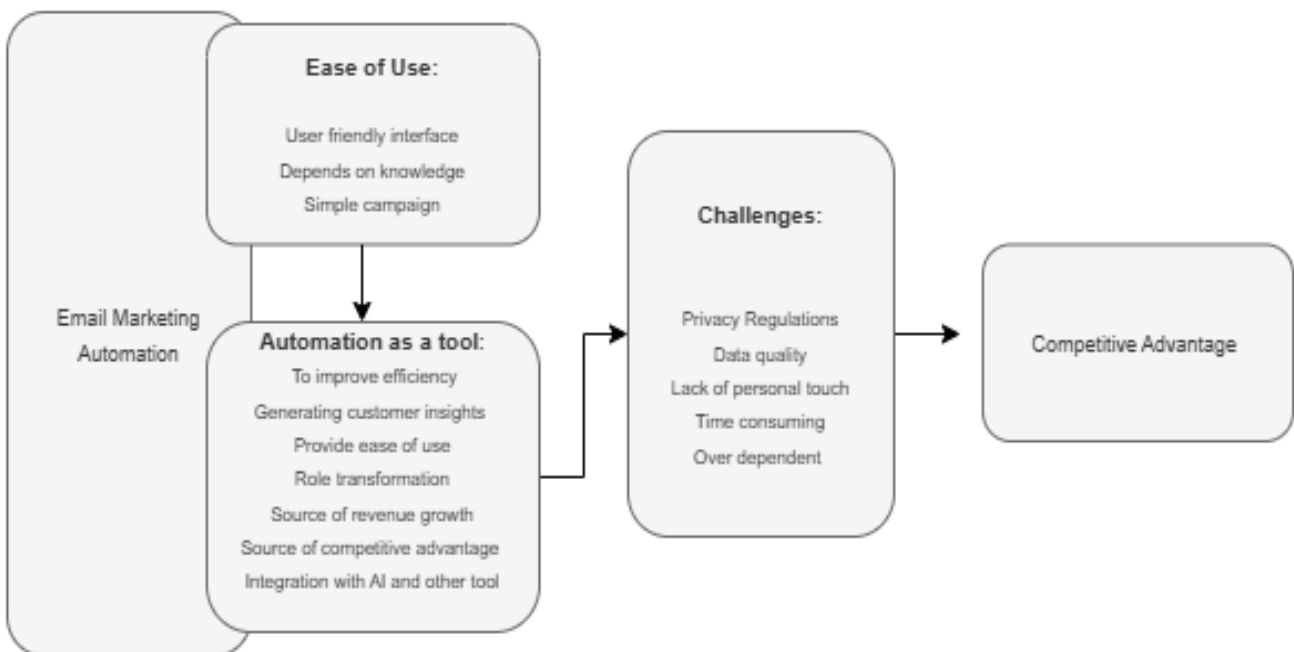 Email Marketing
Automation
Ease of Use:
User friendly interface
Depends on knowledge
Simple campaign
Automation as a tool:
To improve efficiency
Generating customer insights
Provide ease of use
Role transformation
Source of revenue growth
Source of competitive advantage
Integration with AI and other tool
Challenges:
Privacy Regulations
Data quality
Lack of personal touch
Time consuming
Over dependent
Competitive Advantage